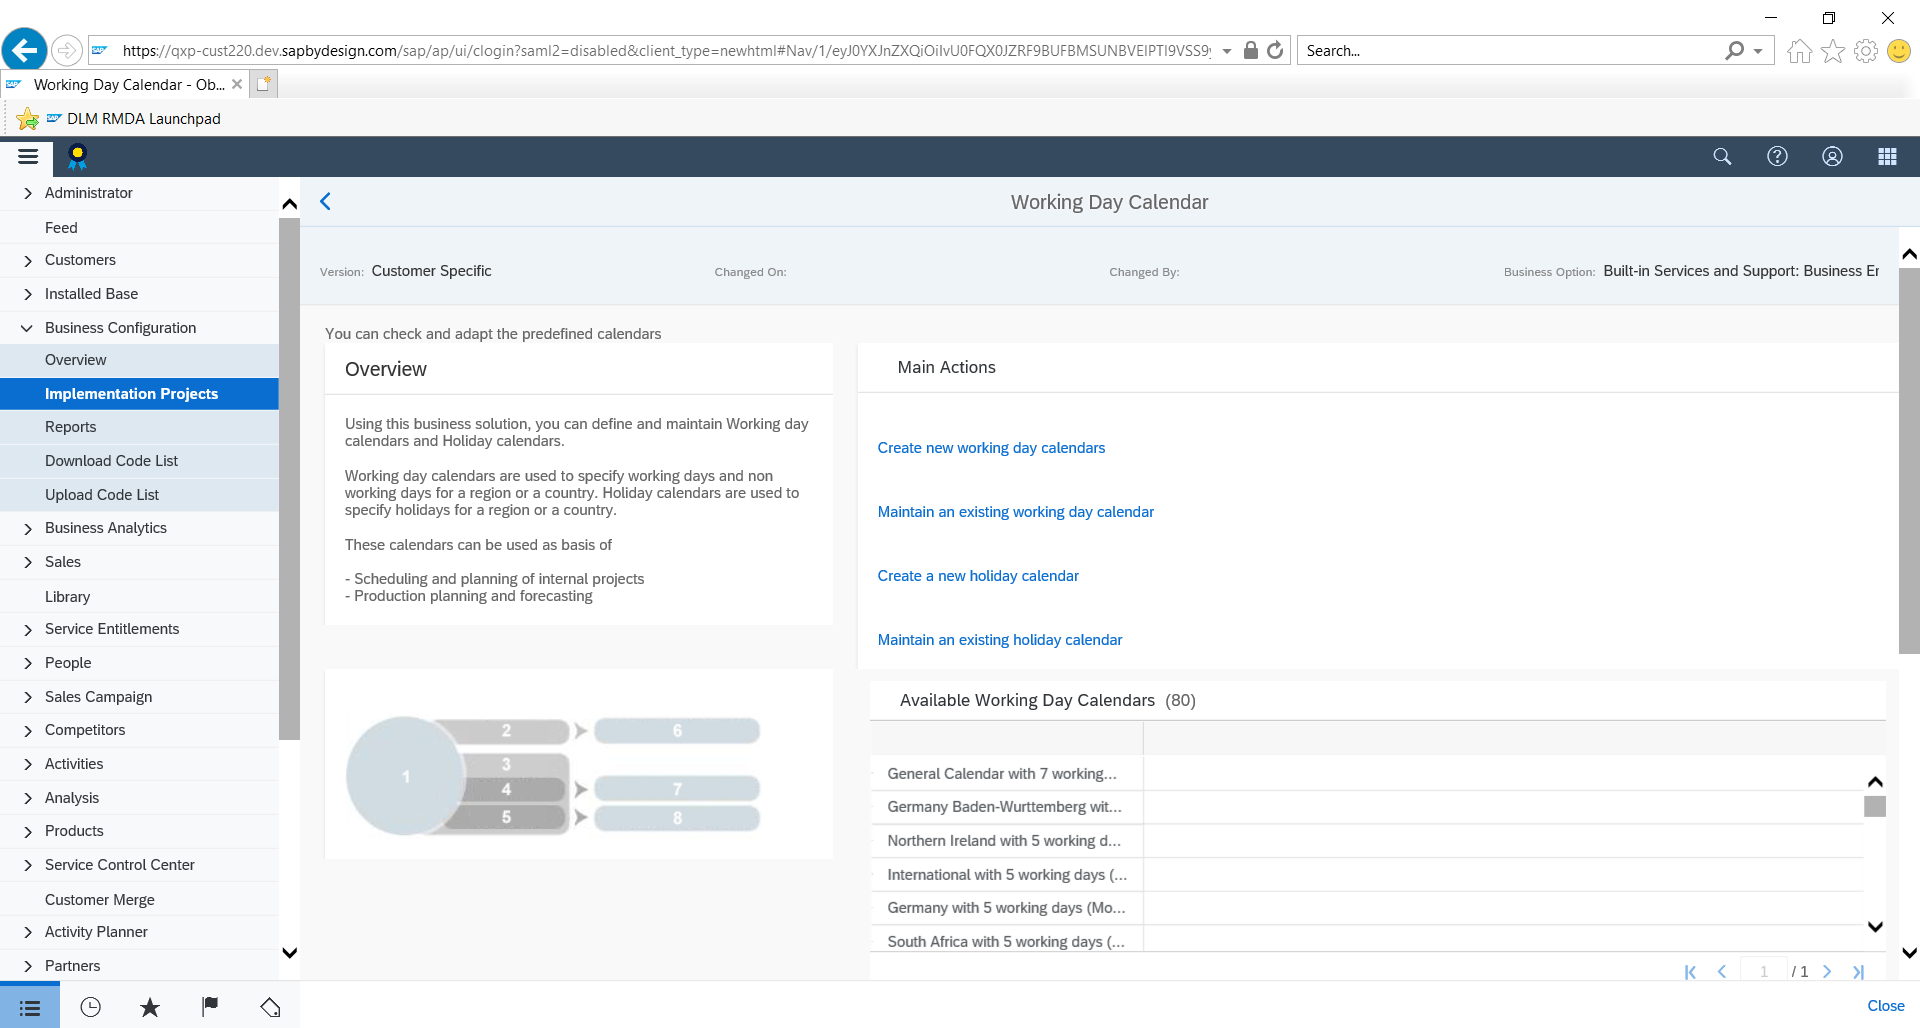 https://qxp-cust220.dev.sapbydesign.com/sap/ap/ui/clogin?saml2=disabled&client_type=newhtml#Nav/1/
Search...
Working Day Calendar - Ob...
DLM RMDA Launchpad
Administrator
Feed
Customers
Installed Base
Business Configuration
Overview
Implementation Projects
Reports
Download Code List
Upload Code List
Business Analytics
Sales
Library
Service Entitlements
People
Sales Campaign
Competitors
Activities
Analysis
Products
Service Control Center
Customer Merge
Activity Planner
Partners
Working Day Calendar
Version: Customer Specific
Changed On:
Changed By:
Business Option: Built-in Services and Support: Business
You can check and adapt the predefined calendars
Overview
Using this business solution, you can define and maintain Working day
calendars and Holiday calendars.
Working day calendars are used to specify working days and non
working days for a region or a country. Holiday calendars are used to
specify holidays for a region or a country.
These calendars can be used as basis of
- Scheduling and planning of internal projects
- Production planning and forecasting
1
2
3
4
5
6
7
8
Main Actions
Create new working day calendars
Maintain an existing working day calendar
Create a new holiday calendar
Maintain an existing holiday calendar
Available Working Day Calendars (80)
General Calendar with 7 working...
Germany Baden-Wurttemberg wit...
Northern Ireland with 5 working d...
International with 5 working days (...
Germany with 5 working days (Mo...
South Africa with 5 working days (...
1 / 1
Close